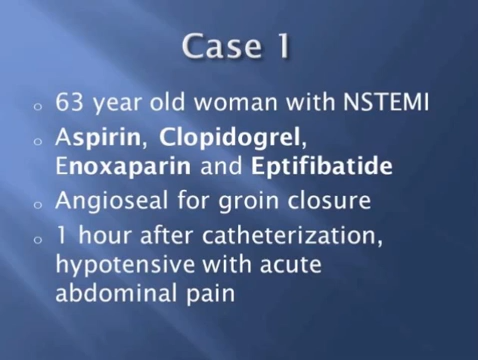 Case 1
o 63 year old woman with NSTEMI
o Aspirin, Clopidogrel,
Enoxaparin and Eptifibatide
o Angioseal for groin closure
o 1 hour after catheterization,
hypotensive with acute
abdominal pain